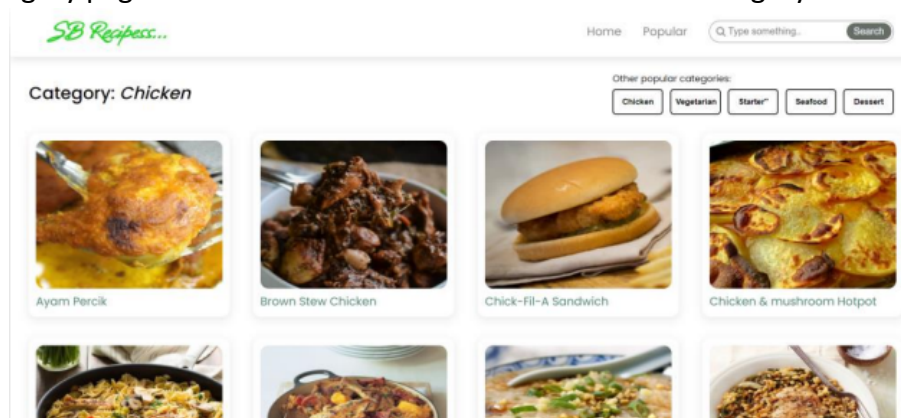 SB Recipess...
Home Popular Type something.. Search
Category: Chicken
Other popular categories:
Chicken Vegetarian Starter" Seafood Dessert
Ayam Percik
Brown Stew Chicken
Chick-Fil-A Sandwich
Chicken & mushroom Hotpot